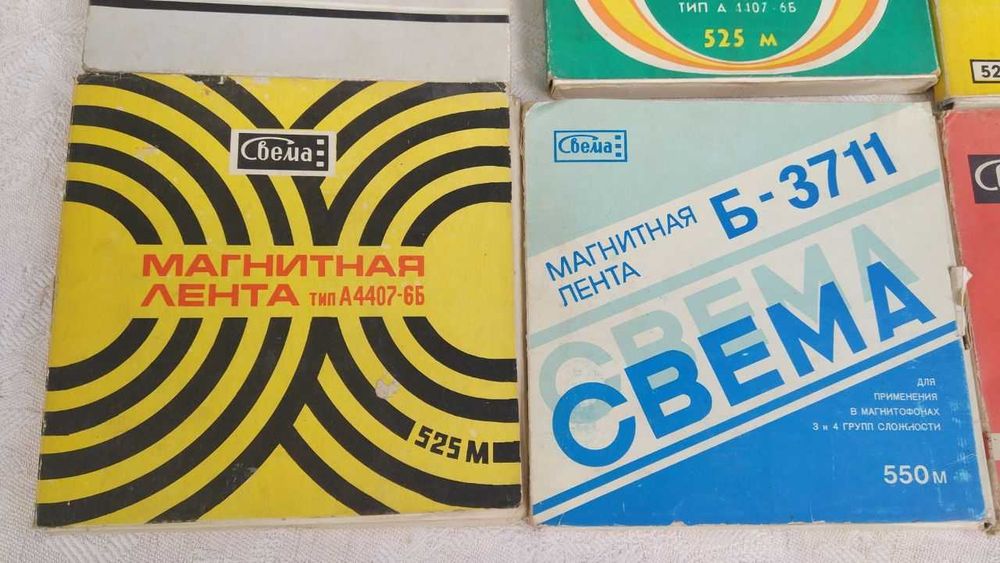 ТИП А 4407-6Б
525 М
52
Свема
МАГНИТНАЯ
ЛЕНТА тип А4407-6Б
525 М
Свема
МАГНИТНАЯ
ЛЕНТА
Б-3711
СВЕМА
СВЕМА
ДЛЯ
ПРИМЕНЕНИЯ
В МАГНИТОФОНАХ
3 и 4 ГРУПП СЛОЖНОСТИ
550 м